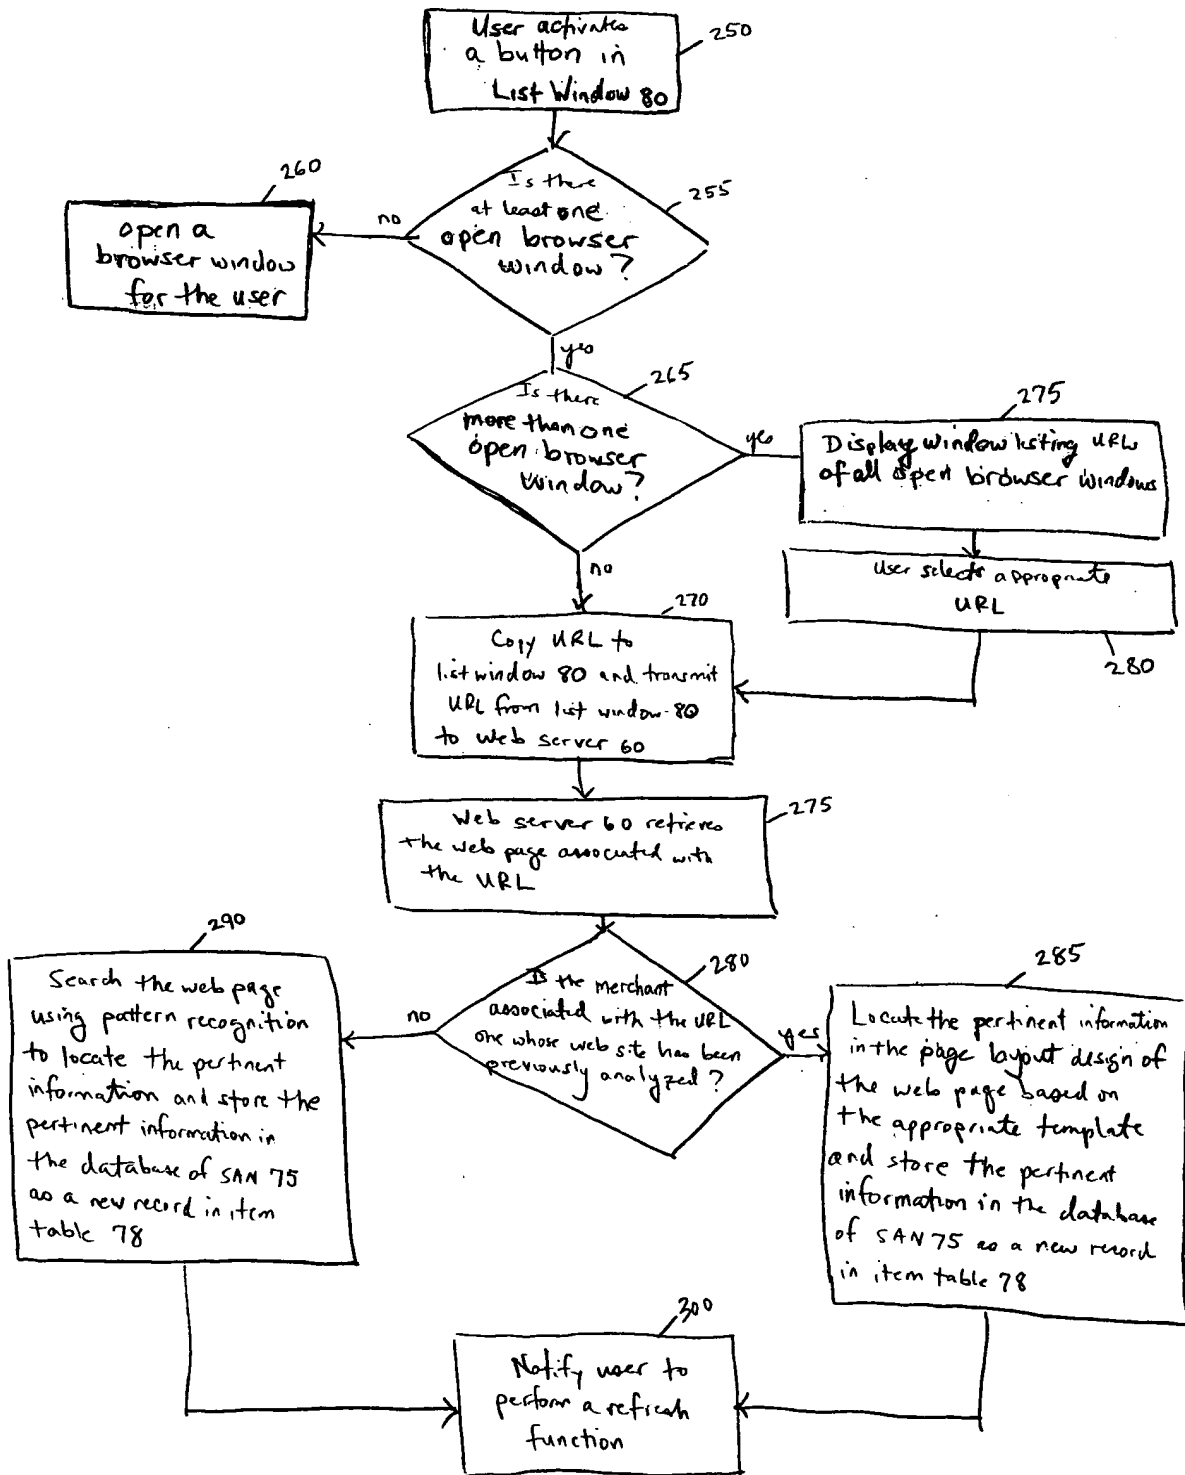 User activates
a button in
List Window 80
250
Is there
at least one
open browser
window?
255
no
260
open a
browser window
for the user
yes
Is there
more than one
open browser
window?
265
yes
275
Display window listing URLs
of all open browser windows
User selects appropriate
URL
280
no
270
Copy URL to
list window 80 and transmit
URL from list window 80
to web server 60
Web server 60 retrieves
the web page associated with
the URL
275
Is the merchant
associated with the URL
one whose web site has been
previously analyzed?
280
no
yes
290
Search the web page
using pattern recognition
to locate the pertinent
information and store the
pertinent information in
the database of SAN 75
as a new record in item
table 78
285
Locate the pertinent information
in the page layout design of
the web page based on
the appropriate template
and store the pertinent
information in the database
of SAN 75 as a new record
in item table 78
300
Notify user to
perform a refresh
function